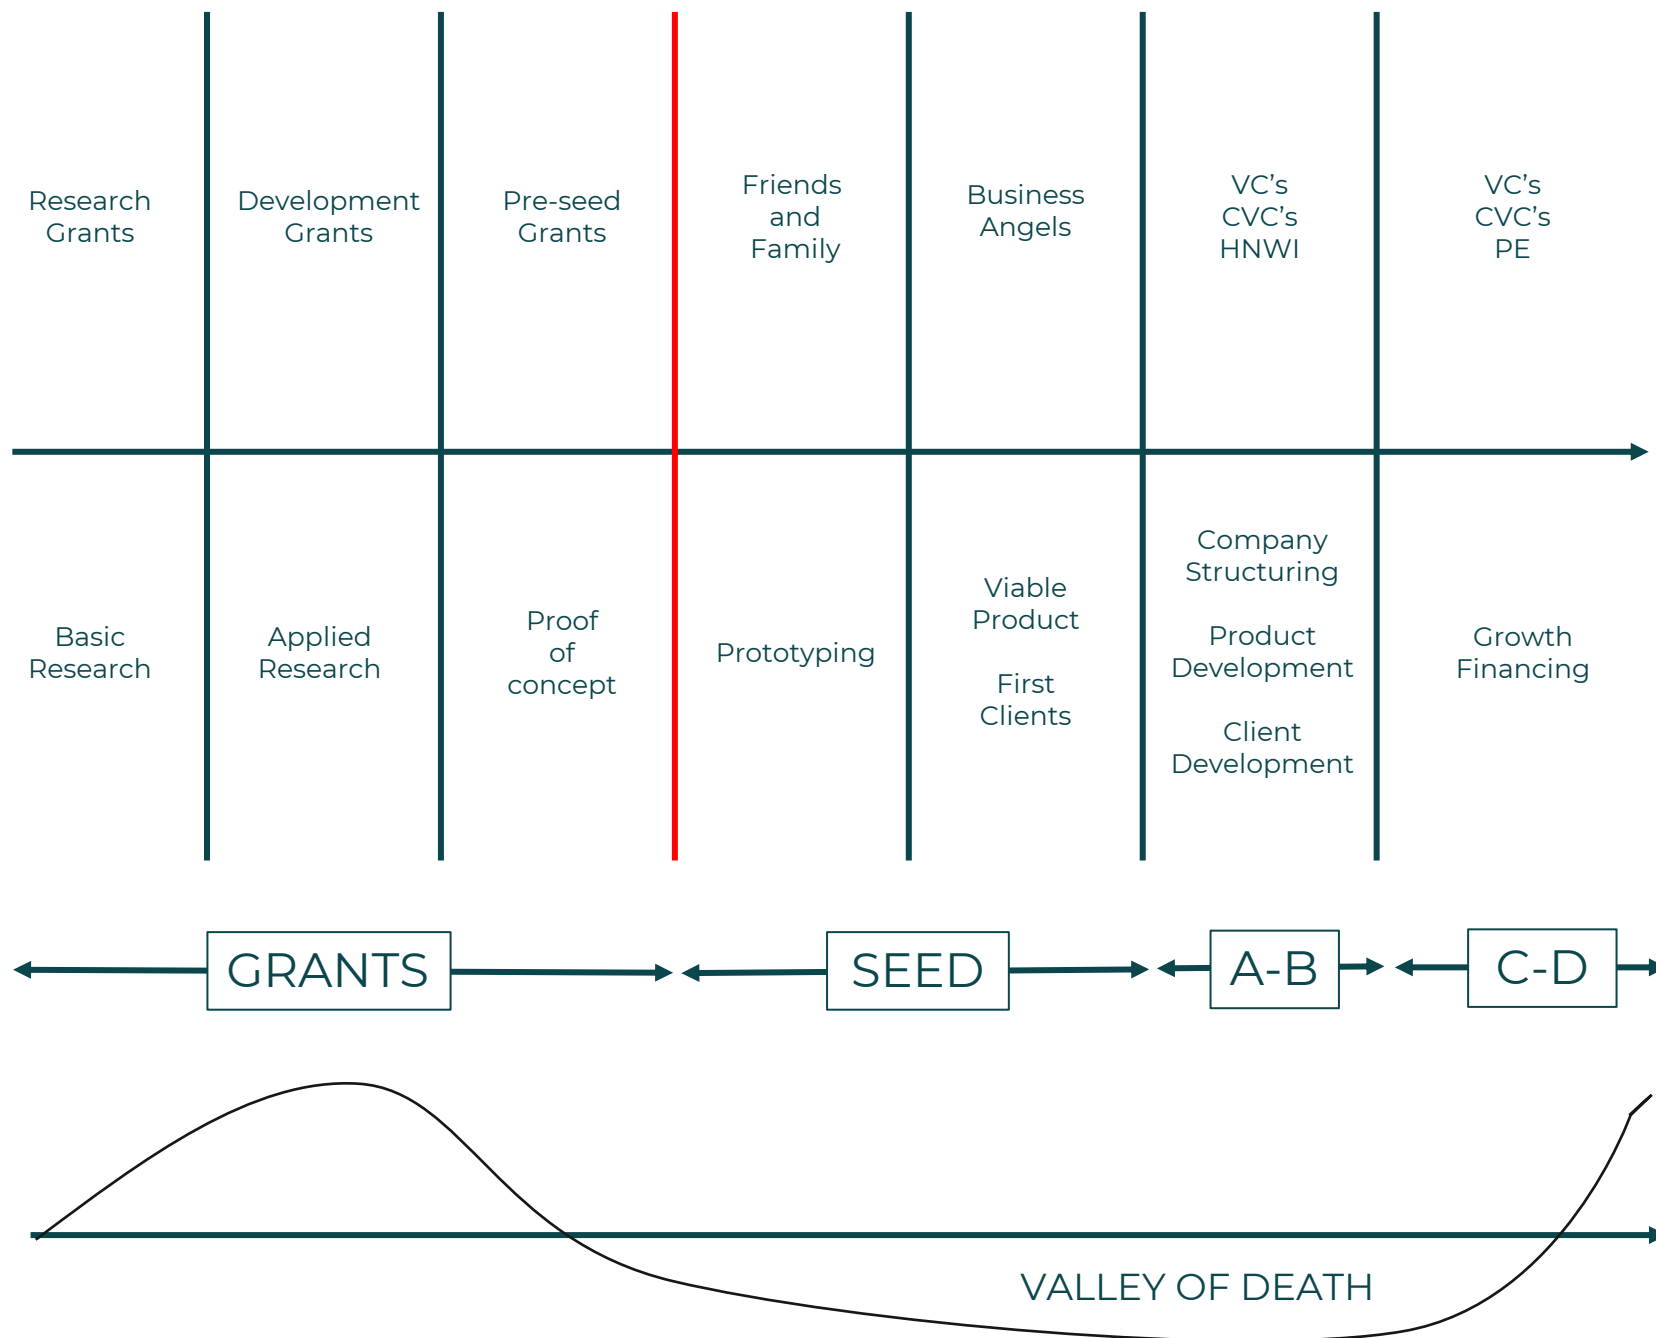 Research
Grants
Development
Grants
Pre-seed
Grants
Friends
and
Family
Business
Angels
VC’s
CVC’s
HNWI
VC’s
CVC’s
PE
Basic
Research
Applied
Research
Proof
of
concept
Prototyping
Viable
Product
First
Clients
Company
Structuring
Product
Development
Client
Development
Growth
Financing
GRANTS
SEED
A-B
C-D
VALLEY OF DEATH